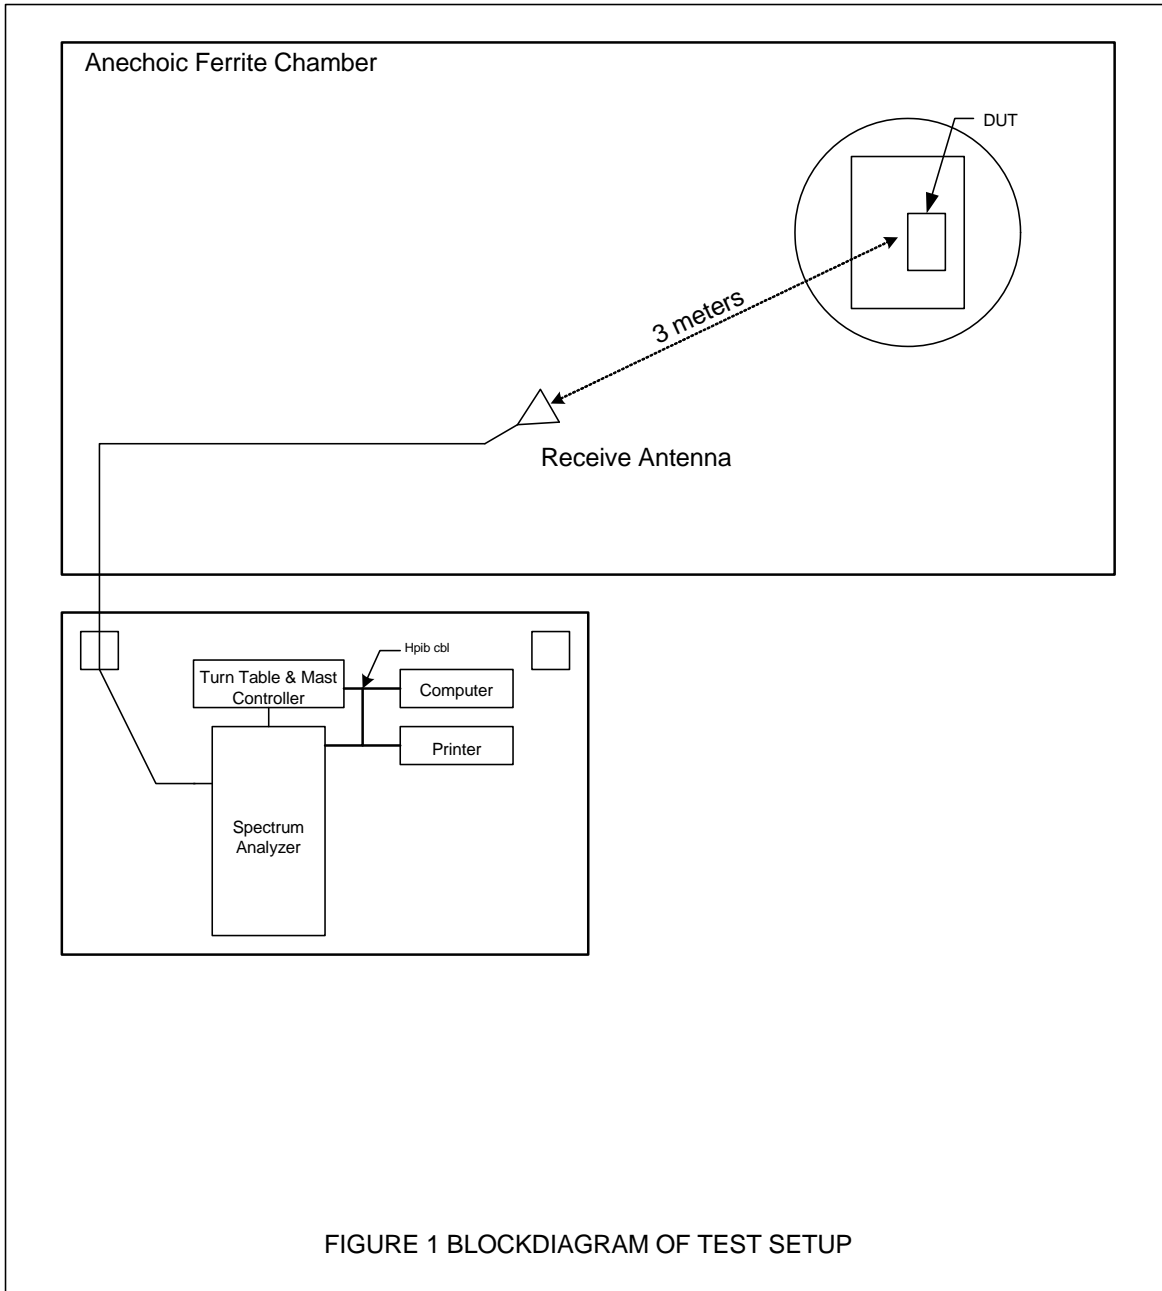 Anechoic Ferrite Chamber
DUT
3 meters
Receive Antenna
Hpib cbl
Turn Table & Mast
Controller
Computer
Printer
Spectrum
Analyzer
FIGURE 1 BLOCKDIAGRAM OF TEST SETUP